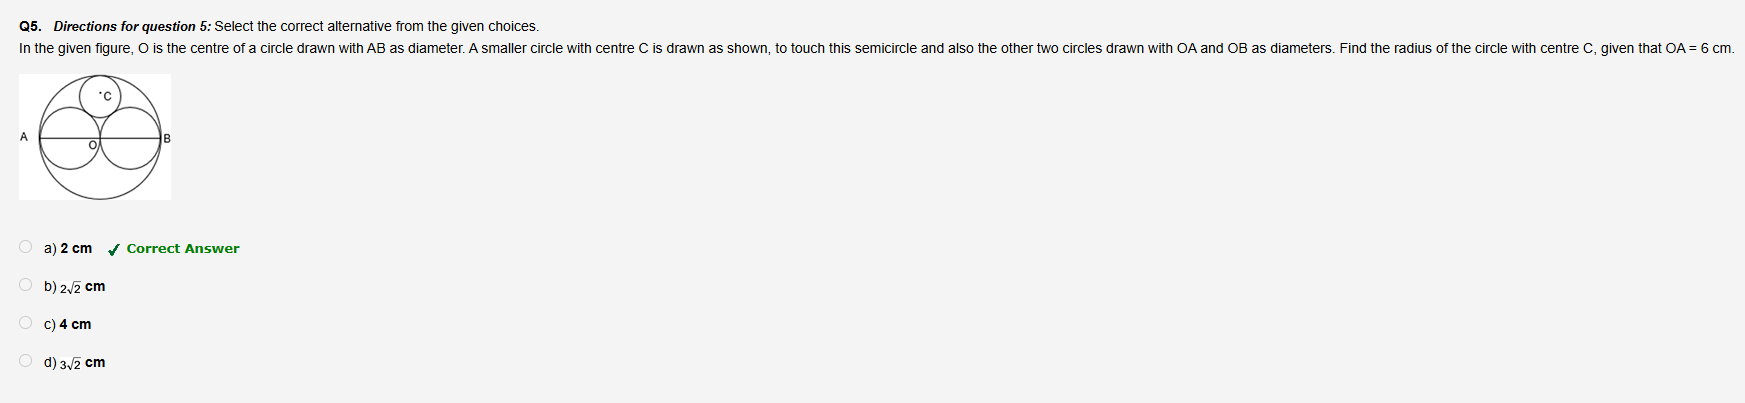 Q5. Directions for question 5: Select the correct alternative from the given choices.
In the given figure, O is the centre of a circle drawn with AB as diameter. A smaller circle with centre C is drawn as shown, to touch this semicircle and also the other two circles drawn with OA and OB as diameters. Find the radius of the circle with centre C, given that OA = 6 cm.
C
A
O
B
a) 2 cm ✓ Correct Answer
b) 2√2 cm
c) 4 cm
d) 3√2 cm